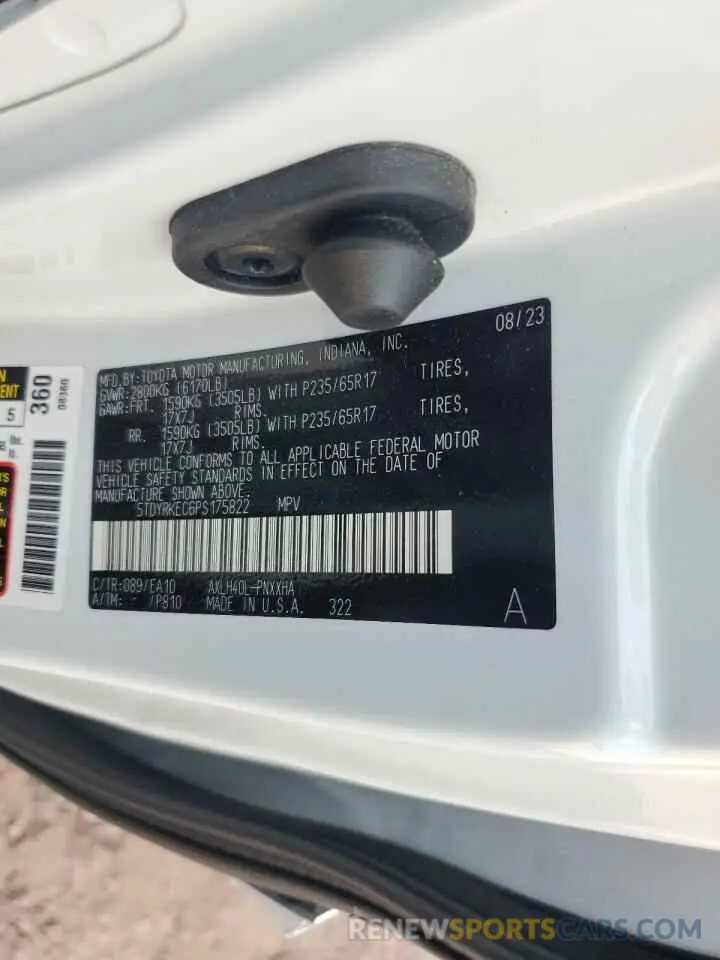 08/23
MFD.BY:TOYOTA MOTOR MANUFACTURING, INDIANA, INC.
GVWR: 2800KG (6170LB)
GAWR:FRT. 1590KG (3505LB) WITH P235/65R17 TIRES,
17X7J RIMS.
RR. 1590KG (3505LB) WITH P235/65R17 TIRES,
17X7J RIMS.
THIS VEHICLE CONFORMS TO ALL APPLICABLE FEDERAL MOTOR
VEHICLE SAFETY STANDARDS IN EFFECT ON THE DATE OF
MANUFACTURE SHOWN ABOVE.
5TDYRKEC6PS175822 MPV
C/TR:089/EA10 AXLH40L-PNXXHA
A/TM: - /P810 MADE IN U.S.A. 322
A
360
08360
5
RENEWSPORTSCARS.COM